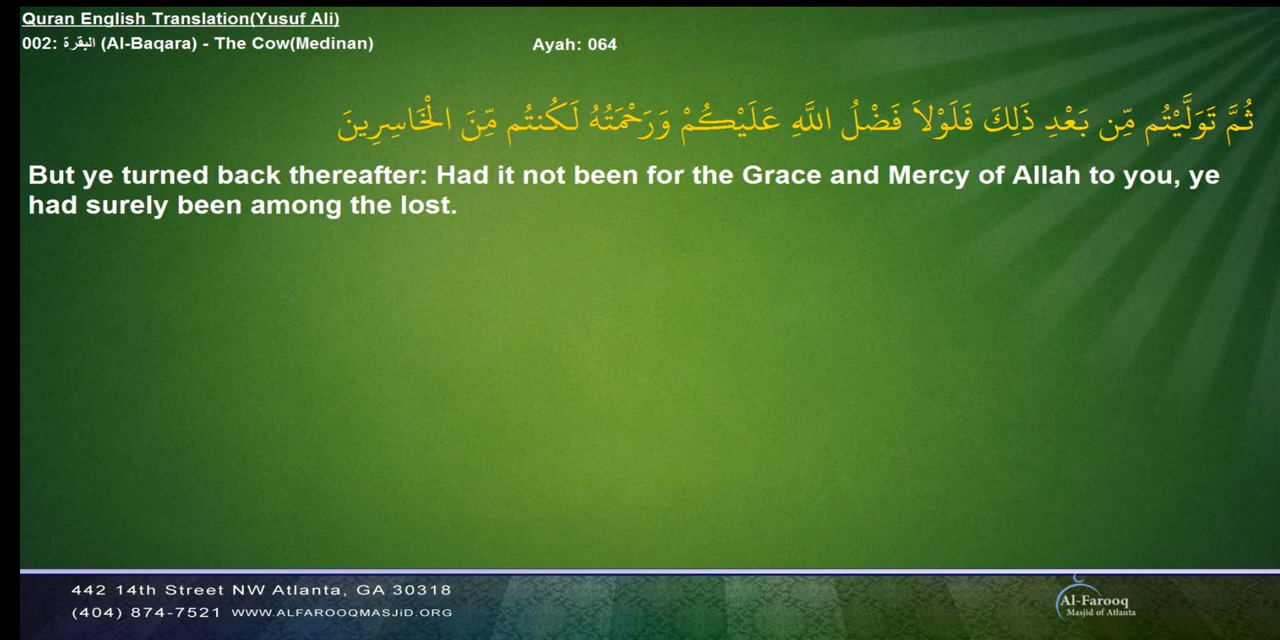 Quran English Translation(Yusuf Ali)
002: البقرة (Al-Baqara) - The Cow(Medinan)
Ayah: 064
ثُمَّ تَوَلَّيْتُم مِّن بَعْدِ ذَلِكَ فَلَوْلاَ فَضْلُ اللَّهِ عَلَيْكُمْ وَرَحْمَتُهُ لَكُنتُم مِّنَ الْخَاسِرِينَ
But ye turned back thereafter: Had it not been for the Grace and Mercy of Allah to you, ye
had surely been among the lost.
442 14th Street NW Atlanta, GA 30318
(404) 874-7521 WWW.ALFAROOQMASJiD.ORG
Al-Farooq
Masjid of Atlanta